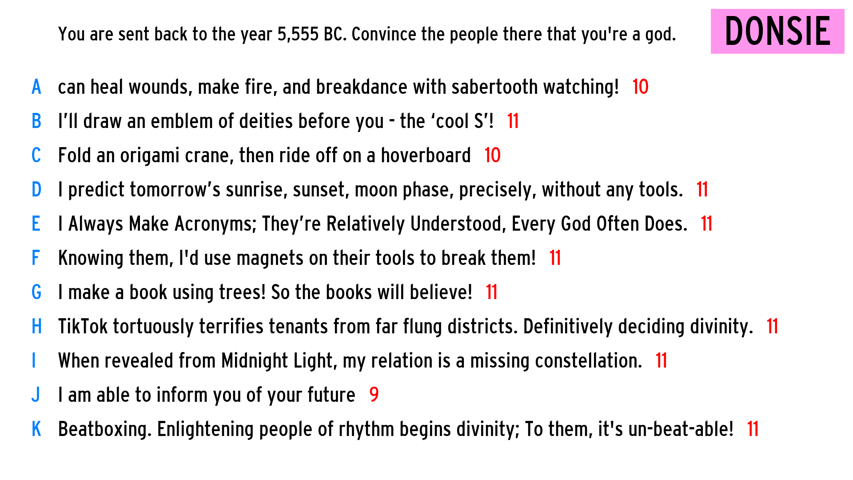 You are sent back to the year 5,555 BC. Convince the people there that you're a god.
DONSIE
A can heal wounds, make fire, and breakdance with sabertooth watching! 10
B I’ll draw an emblem of deities before you - the ‘cool S’! 11
C Fold an origami crane, then ride off on a hoverboard 10
D I predict tomorrow’s sunrise, sunset, moon phase, precisely, without any tools. 11
E I Always Make Acronyms; They’re Relatively Understood, Every God Often Does. 11
F Knowing them, I'd use magnets on their tools to break them! 11
G I make a book using trees! So the books will believe! 11
H TikTok tortuously terrifies tenants from far flung districts. Definitively deciding divinity. 11
I When revealed from Midnight Light, my relation is a missing constellation. 11
J I am able to inform you of your future 9
K Beatboxing. Enlightening people of rhythm begins divinity; To them, it's un-beat-able! 11